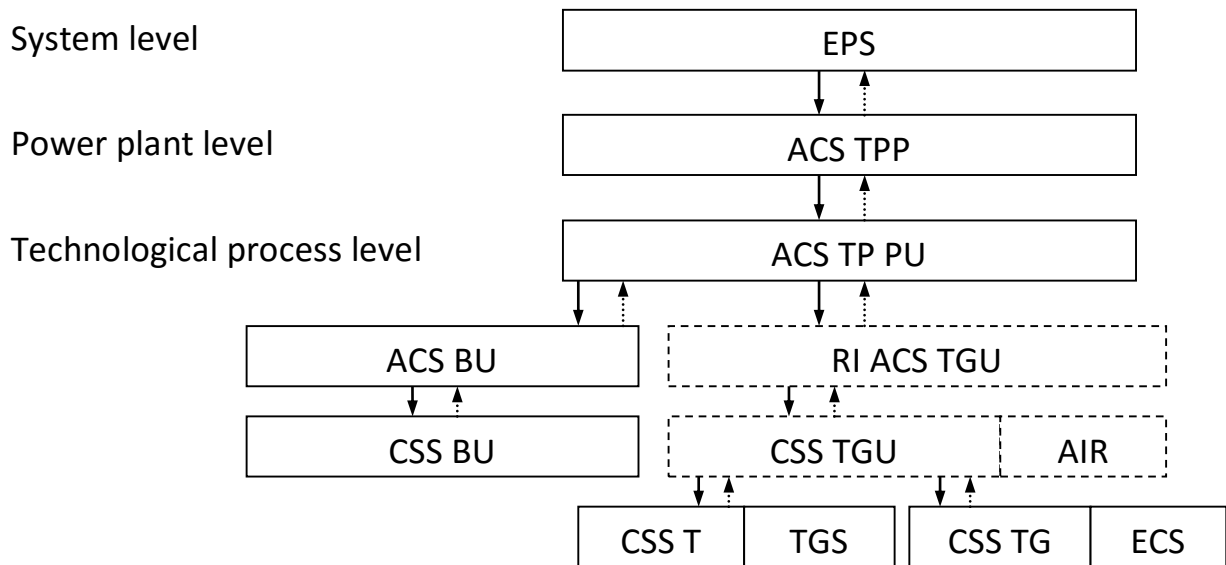 System level
EPS
Power plant level
ACS TPP
Technological process level
ACS TP PU
ACS BU
RI ACS TGU
CSS BU
CSS TGU
AIR
CSS T
TGS
CSS TG
ECS